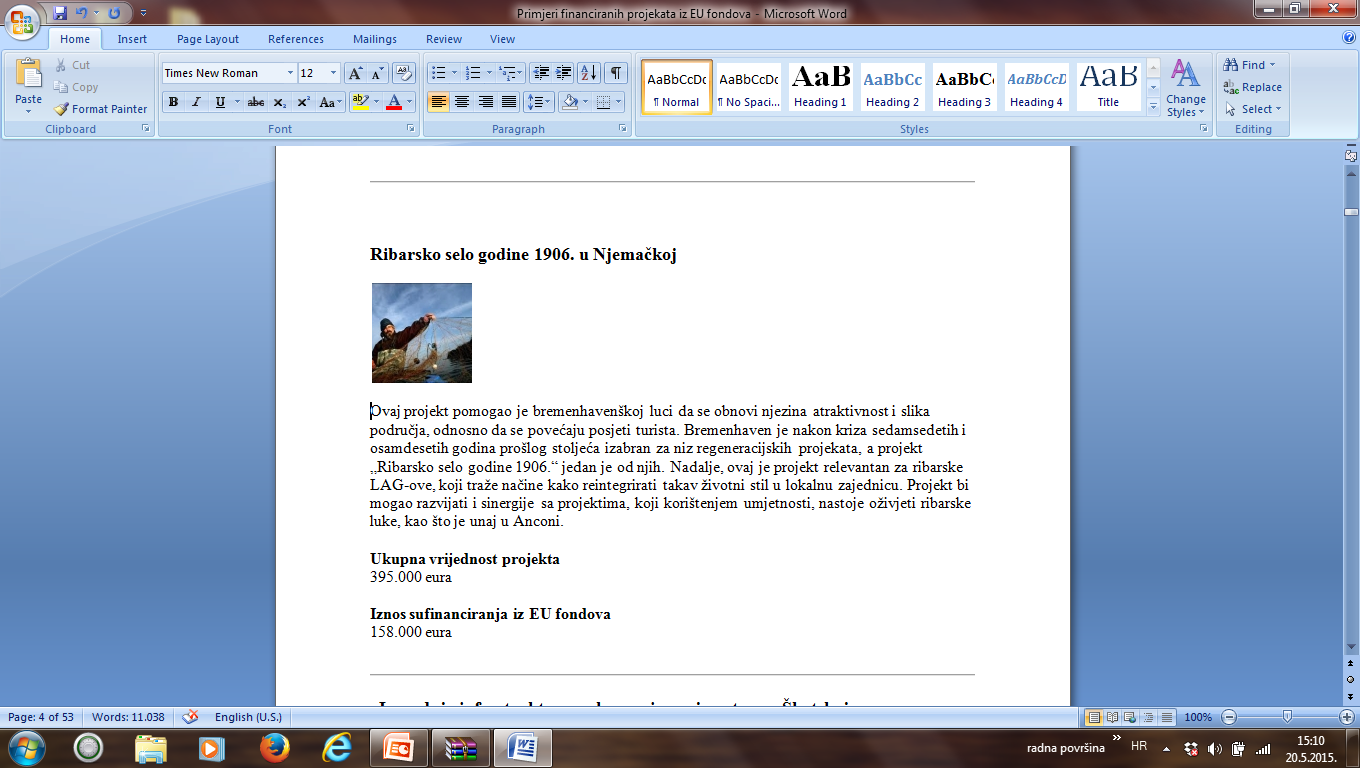 Primjeri financiranih projekata iz EU fondova - Microsoft Word
Home Insert Page Layout References Mailings Review View
Paste
Cut
Copy
Format Painter
Clipboard
Times New Roman 12
Font
Paragraph
AaBbCcDc AaBbCcDc AaB AaBbCc AaBbC AaBbCcD AaB
¶ Normal ¶ No Spaci... Heading 1 Heading 2 Heading 3 Heading 4 Title
Change Styles
Styles
Find
Replace
Select
Editing
Ribarsko selo godine 1906. u Njemačkoj
Ovaj projekt pomogao je bremenhavenškoj luci da se obnovi njezina atraktivnost i slika
područja, odnosno da se povećaju posjeti turista. Bremenhaven je nakon kriza sedamsedetih i
osamdesetih godina prošlog stoljeća izabran za niz regeneracijskih projekata, a projekt
„Ribarsko selo godine 1906.“ jedan je od njih. Nadalje, ovaj je projekt relevantan za ribarske
LAG-ove, koji traže načine kako reintegrirati takav životni stil u lokalnu zajednicu. Projekt bi
mogao razvijati i sinergije sa projektima, koji korištenjem umjetnosti, nastoje oživjeti ribarske
luke, kao što je unaj u Anconi.
Ukupna vrijednost projekta
395.000 eura
Iznos sufinanciranja iz EU fondova
158.000 eura
Page: 4 of 53 Words: 11.038 English (U.S.) 100%
radna površina HR 15:10
20.5.2015.